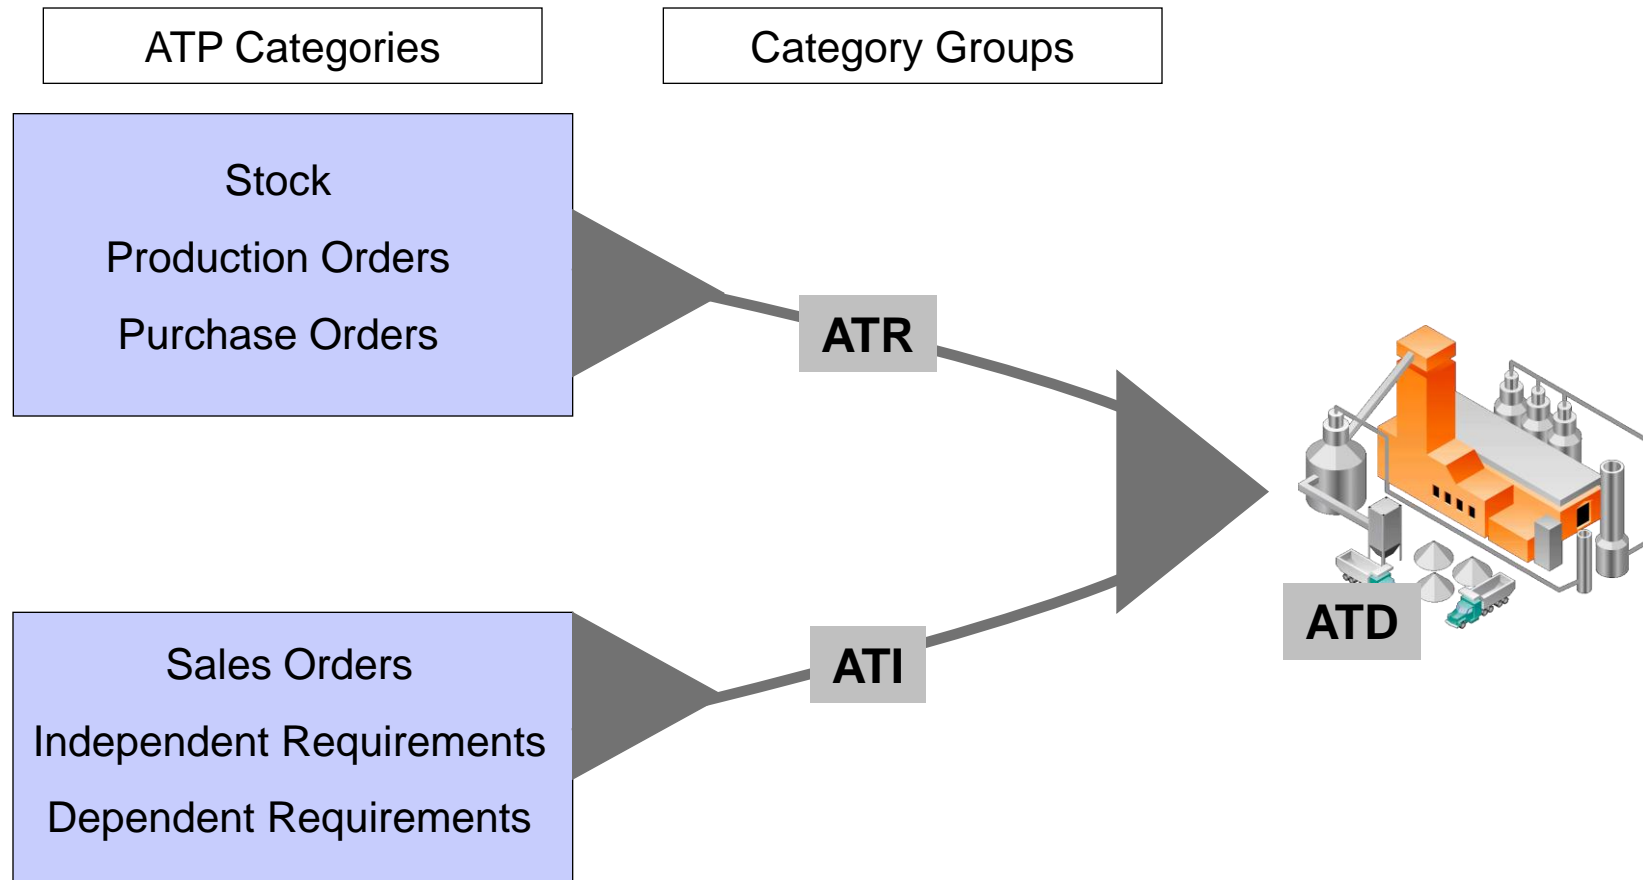 ATP Categories
Category Groups
Stock
Production Orders
Purchase Orders
ATR
ATD
ATI
Sales Orders
Independent Requirements
Dependent Requirements